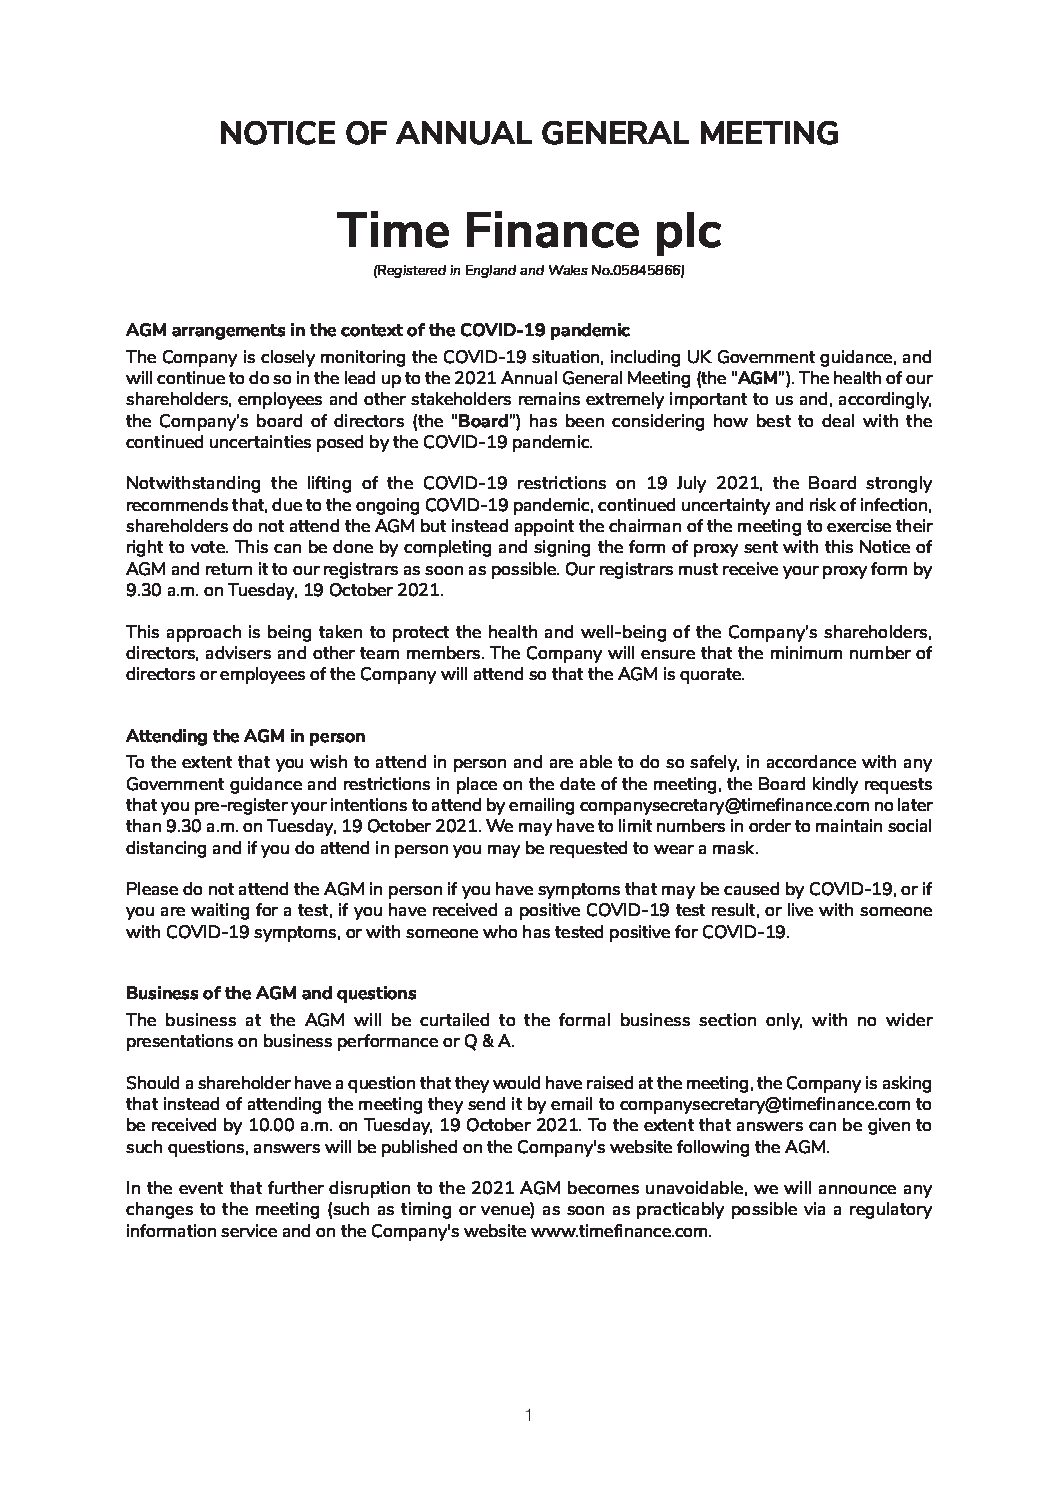 NOTICE OF ANNUAL GENERAL MEETING
Time Finance plc
(Registered in England and Wales No.05845866)
AGM arrangements in the context of the COVID-19 pandemic
The Company is closely monitoring the COVID-19 situation, including UK Government guidance, and
will continue to do so in the lead up to the 2021 Annual General Meeting (the "AGM"). The health of our
shareholders, employees and other stakeholders remains extremely important to us and, accordingly,
the Company's board of directors (the "Board") has been considering how best to deal with the
continued uncertainties posed by the COVID-19 pandemic.
Notwithstanding the lifting of the COVID-19 restrictions on 19 July 2021, the Board strongly
recommends that, due to the ongoing COVID-19 pandemic, continued uncertainty and risk of infection,
shareholders do not attend the AGM but instead appoint the chairman of the meeting to exercise their
right to vote. This can be done by completing and signing the form of proxy sent with this Notice of
AGM and return it to our registrars as soon as possible. Our registrars must receive your proxy form by
9.30 a.m. on Tuesday, 19 October 2021.
This approach is being taken to protect the health and well-being of the Company's shareholders,
directors, advisers and other team members. The Company will ensure that the minimum number of
directors or employees of the Company will attend so that the AGM is quorate.
Attending the AGM in person
To the extent that you wish to attend in person and are able to do so safely, in accordance with any
Government guidance and restrictions in place on the date of the meeting, the Board kindly requests
that you pre-register your intentions to attend by emailing companysecretary@timefinance.com no later
than 9.30 a.m. on Tuesday, 19 October 2021. We may have to limit numbers in order to maintain social
distancing and if you do attend in person you may be requested to wear a mask.
Please do not attend the AGM in person if you have symptoms that may be caused by COVID-19, or if
you are waiting for a test, if you have received a positive COVID-19 test result, or live with someone
with COVID-19 symptoms, or with someone who has tested positive for COVID-19.
Business of the AGM and questions
The business at the AGM will be curtailed to the formal business section only, with no wider
presentations on business performance or Q & A.
Should a shareholder have a question that they would have raised at the meeting, the Company is asking
that instead of attending the meeting they send it by email to companysecretary@timefinance.com to
be received by 10.00 a.m. on Tuesday, 19 October 2021. To the extent that answers can be given to
such questions, answers will be published on the Company's website following the AGM.
In the event that further disruption to the 2021 AGM becomes unavoidable, we will announce any
changes to the meeting (such as timing or venue) as soon as practicably possible via a regulatory
information service and on the Company's website www.timefinance.com.
1